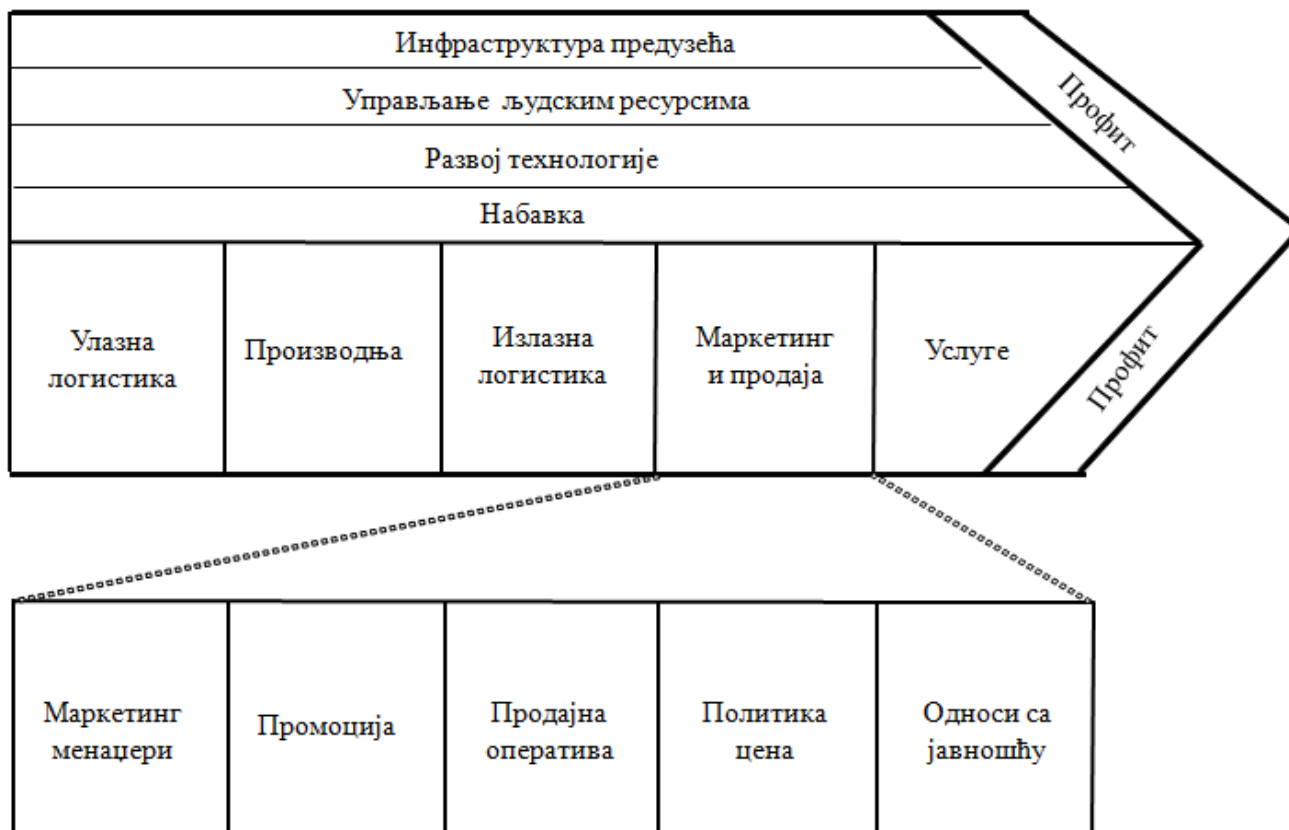 Инфраструктура предузећа
Управљање људским ресурсима
Развој технологије
Набавка
Профит
Улазна
логистика
Производња
Излазна
логистика
Маркетинг
и продаја
Услуге
Профит
Маркетинг
менаџери
Промоција
Продајна
оператива
Политика
цена
Односи са
јавношћу